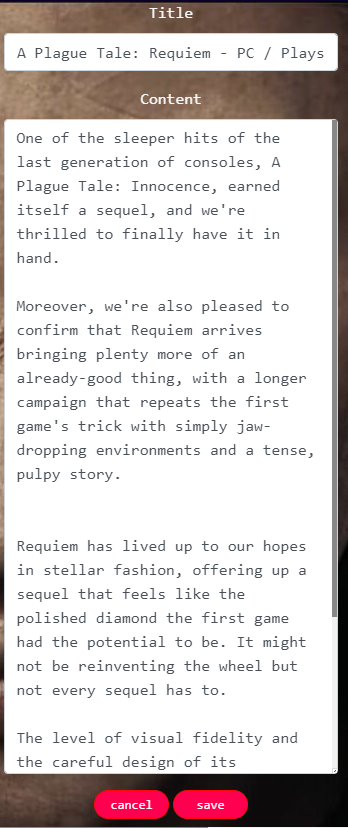 Title
A Plague Tale: Requiem - PC / Plays
Content
One of the sleeper hits of the
last generation of consoles, A
Plague Tale: Innocence, earned
itself a sequel, and we're
thrilled to finally have it in
hand.
Moreover, we're also pleased to
confirm that Requiem arrives
bringing plenty more of an
already-good thing, with a longer
campaign that repeats the first
game's trick with simply jaw-
dropping environments and a tense,
pulpy story.
Requiem has lived up to our hopes
in stellar fashion, offering up a
sequel that feels like the
polished diamond the first game
had the potential to be. It might
not be reinventing the wheel but
not every sequel has to.
The level of visual fidelity and
the careful design of its
cancel save